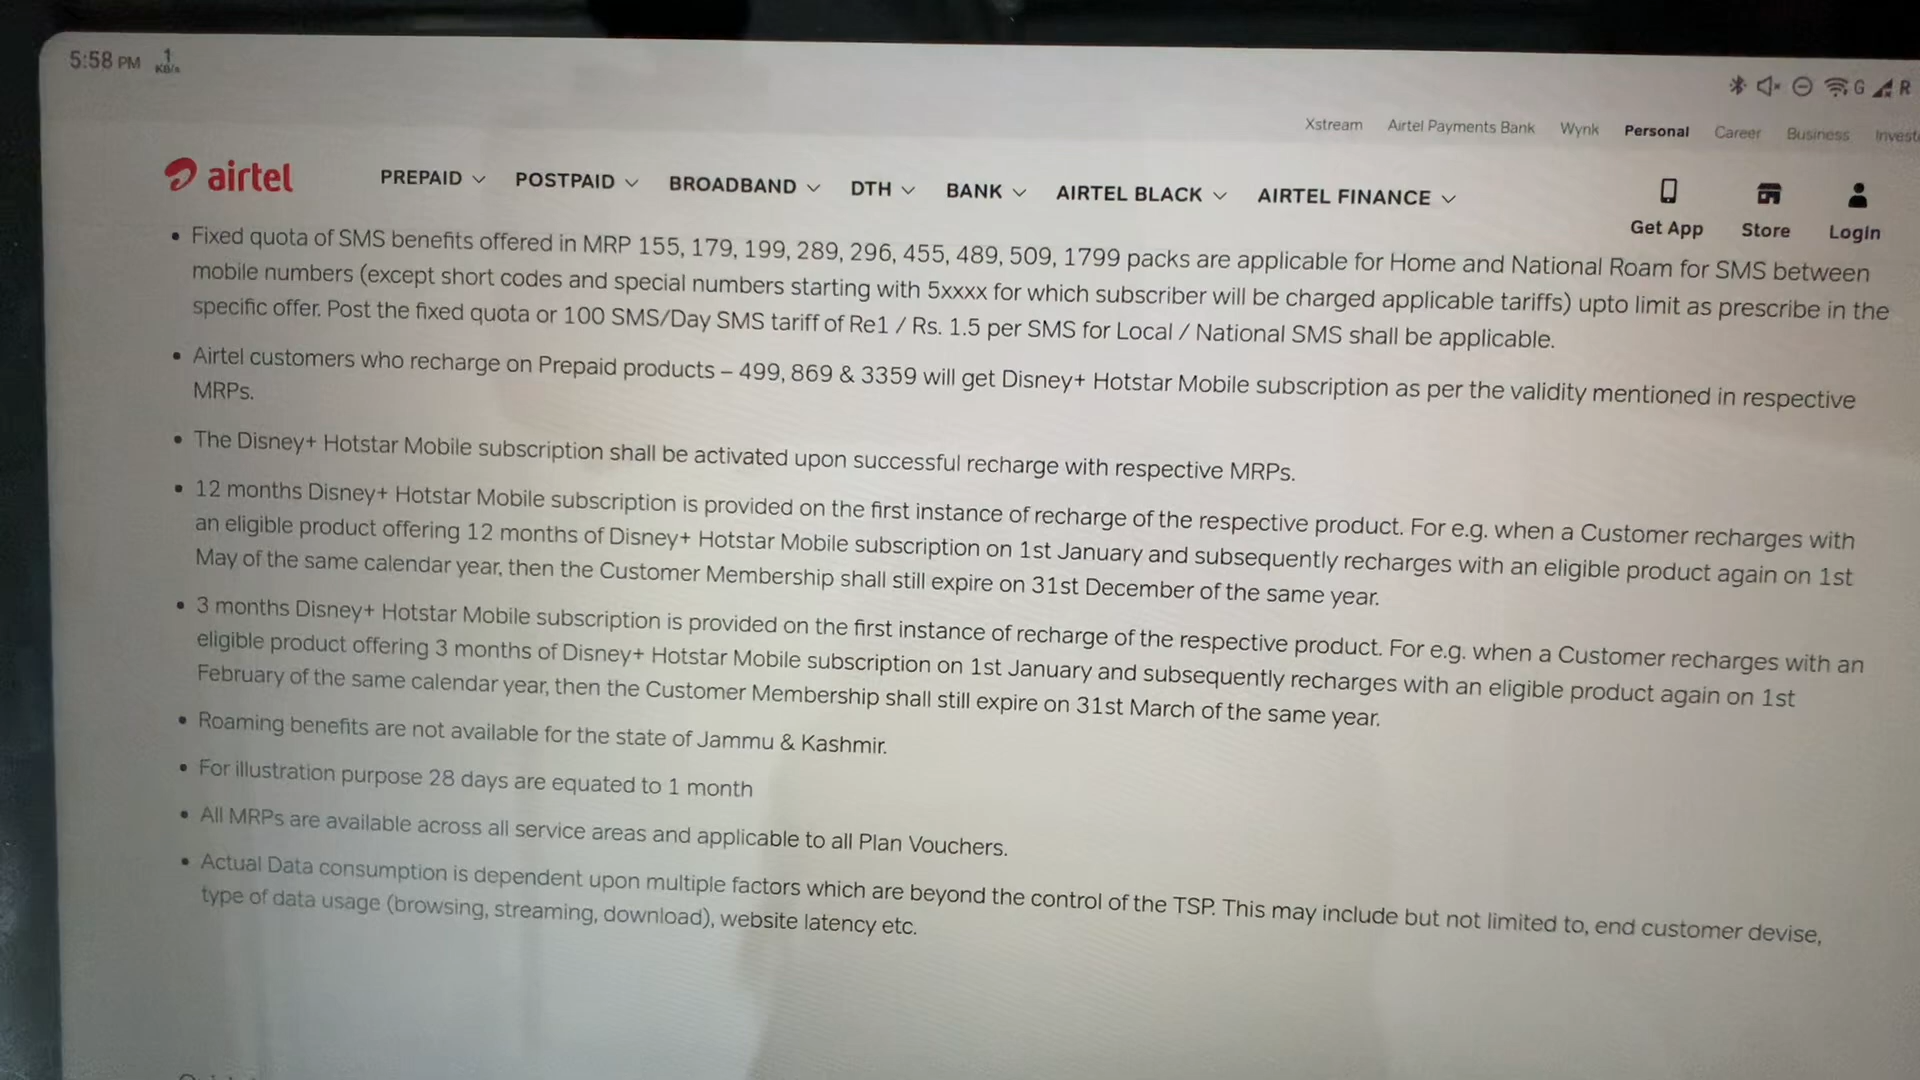 5:58 PM 1 KB/s
G R
Xstream Airtel Payments Bank Wynk Personal Career Business
airtel PREPAID POSTPAID BROADBAND DTH BANK AIRTEL BLACK AIRTEL FINANCE
Get App Store Login
• Fixed quota of SMS benefits offered in MRP 155, 179, 199, 289, 296, 455, 489, 509, 1799 packs are applicable for Home and National Roam for SMS between
mobile numbers (except short codes and special numbers starting with 5xxxx for which subscriber will be charged applicable tariffs) upto limit as prescribe in the
specific offer. Post the fixed quota or 100 SMS/Day SMS tariff of Re1 / Rs. 1.5 per SMS for Local / National SMS shall be applicable.
• Airtel customers who recharge on Prepaid products – 499, 869 & 3359 will get Disney+ Hotstar Mobile subscription as per the validity mentioned in respective
MRPs.
• The Disney+ Hotstar Mobile subscription shall be activated upon successful recharge with respective MRPs.
• 12 months Disney+ Hotstar Mobile subscription is provided on the first instance of recharge of the respective product. For e.g. when a Customer recharges with
an eligible product offering 12 months of Disney+ Hotstar Mobile subscription on 1st January and subsequently recharges with an eligible product again on 1st
May of the same calendar year, then the Customer Membership shall still expire on 31st December of the same year.
• 3 months Disney+ Hotstar Mobile subscription is provided on the first instance of recharge of the respective product. For e.g. when a Customer recharges with an
eligible product offering 3 months of Disney+ Hotstar Mobile subscription on 1st January and subsequently recharges with an eligible product again on 1st
February of the same calendar year, then the Customer Membership shall still expire on 31st March of the same year.
• Roaming benefits are not available for the state of Jammu & Kashmir.
• For illustration purpose 28 days are equated to 1 month
• All MRPs are available across all service areas and applicable to all Plan Vouchers.
• Actual Data consumption is dependent upon multiple factors which are beyond the control of the TSP. This may include but not limited to, end customer devise,
type of data usage (browsing, streaming, download), website latency etc.